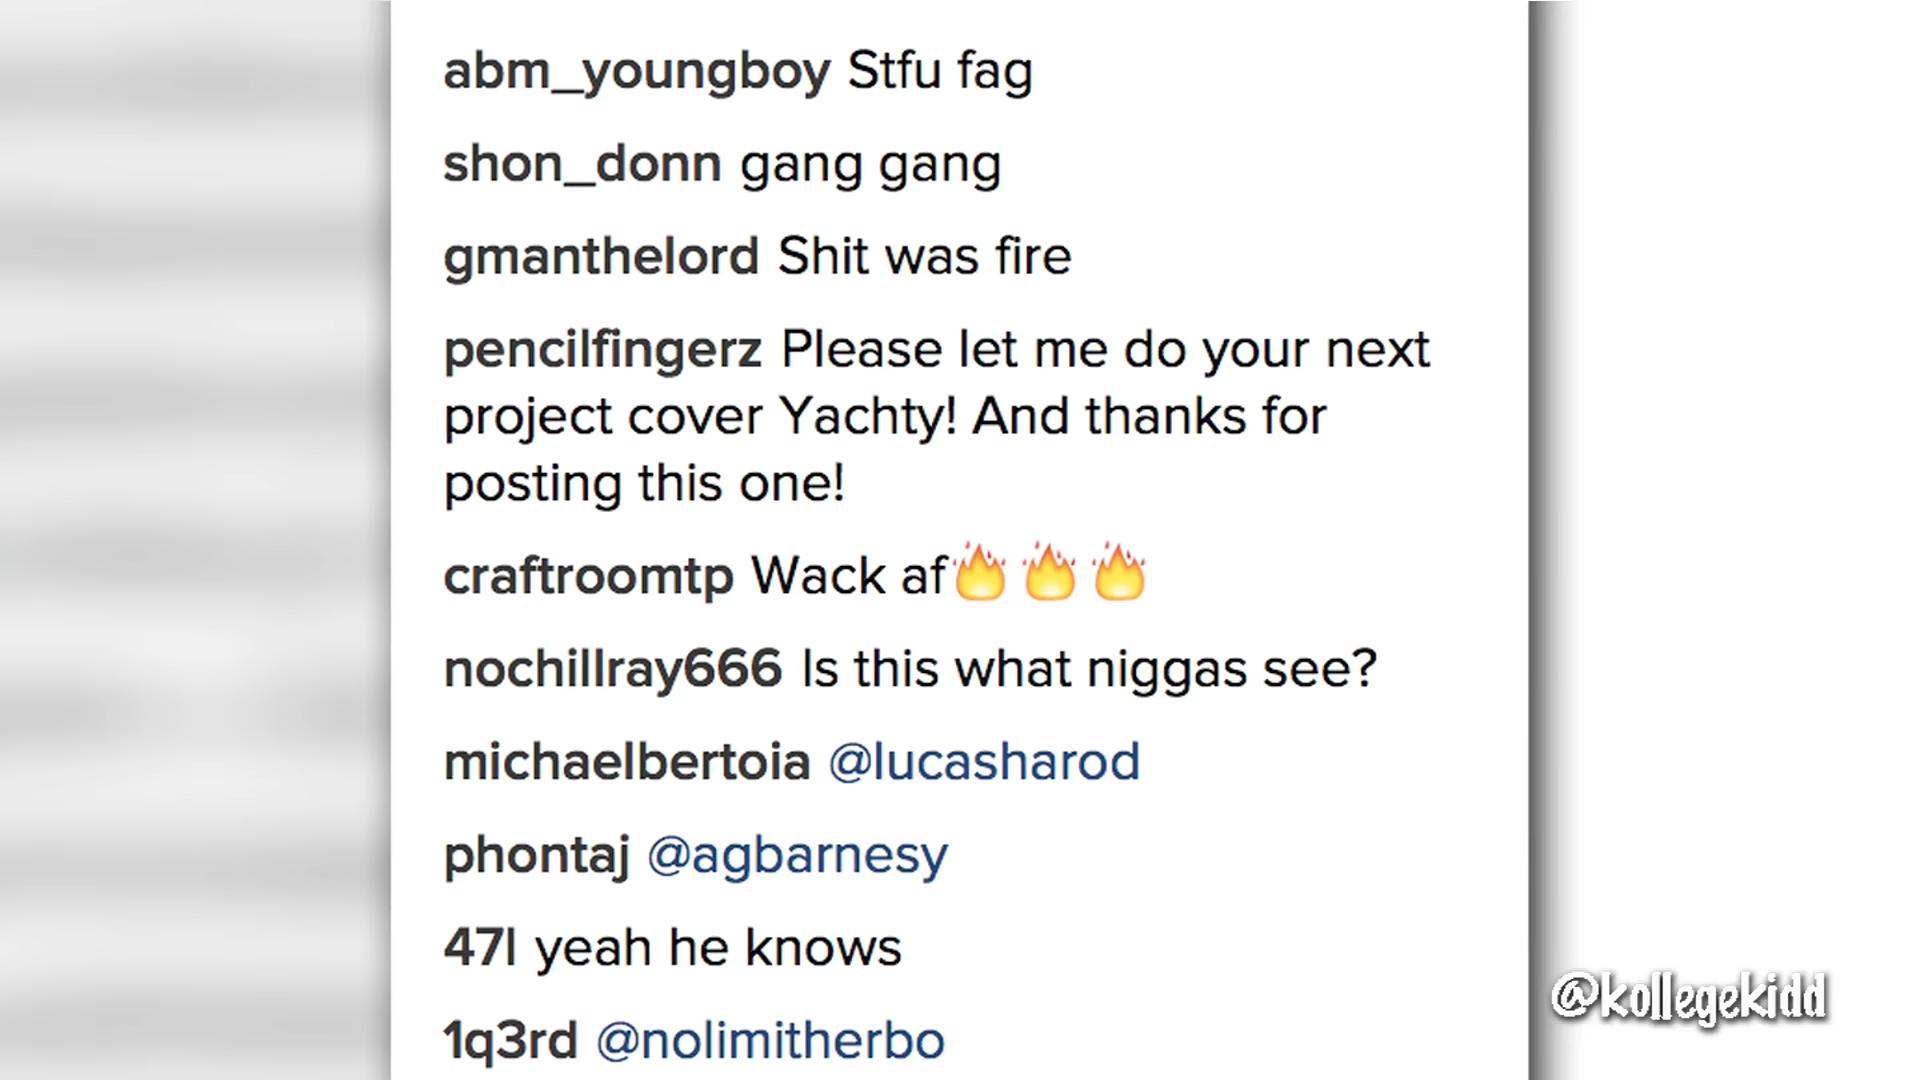 abm_youngboy Stfu fag
shon_donn gang gang
gmanthelord Shit was fire
pencilfingerz Please let me do your next
project cover Yachty! And thanks for
posting this one!
craftroomtp Wack af🔥🔥🔥
nochillray666 Is this what niggas see?
michaelbertoia @lucasharod
phontaj @agbarnesy
47l yeah he knows
1q3rd @nolimitherbo
@kollegekidd